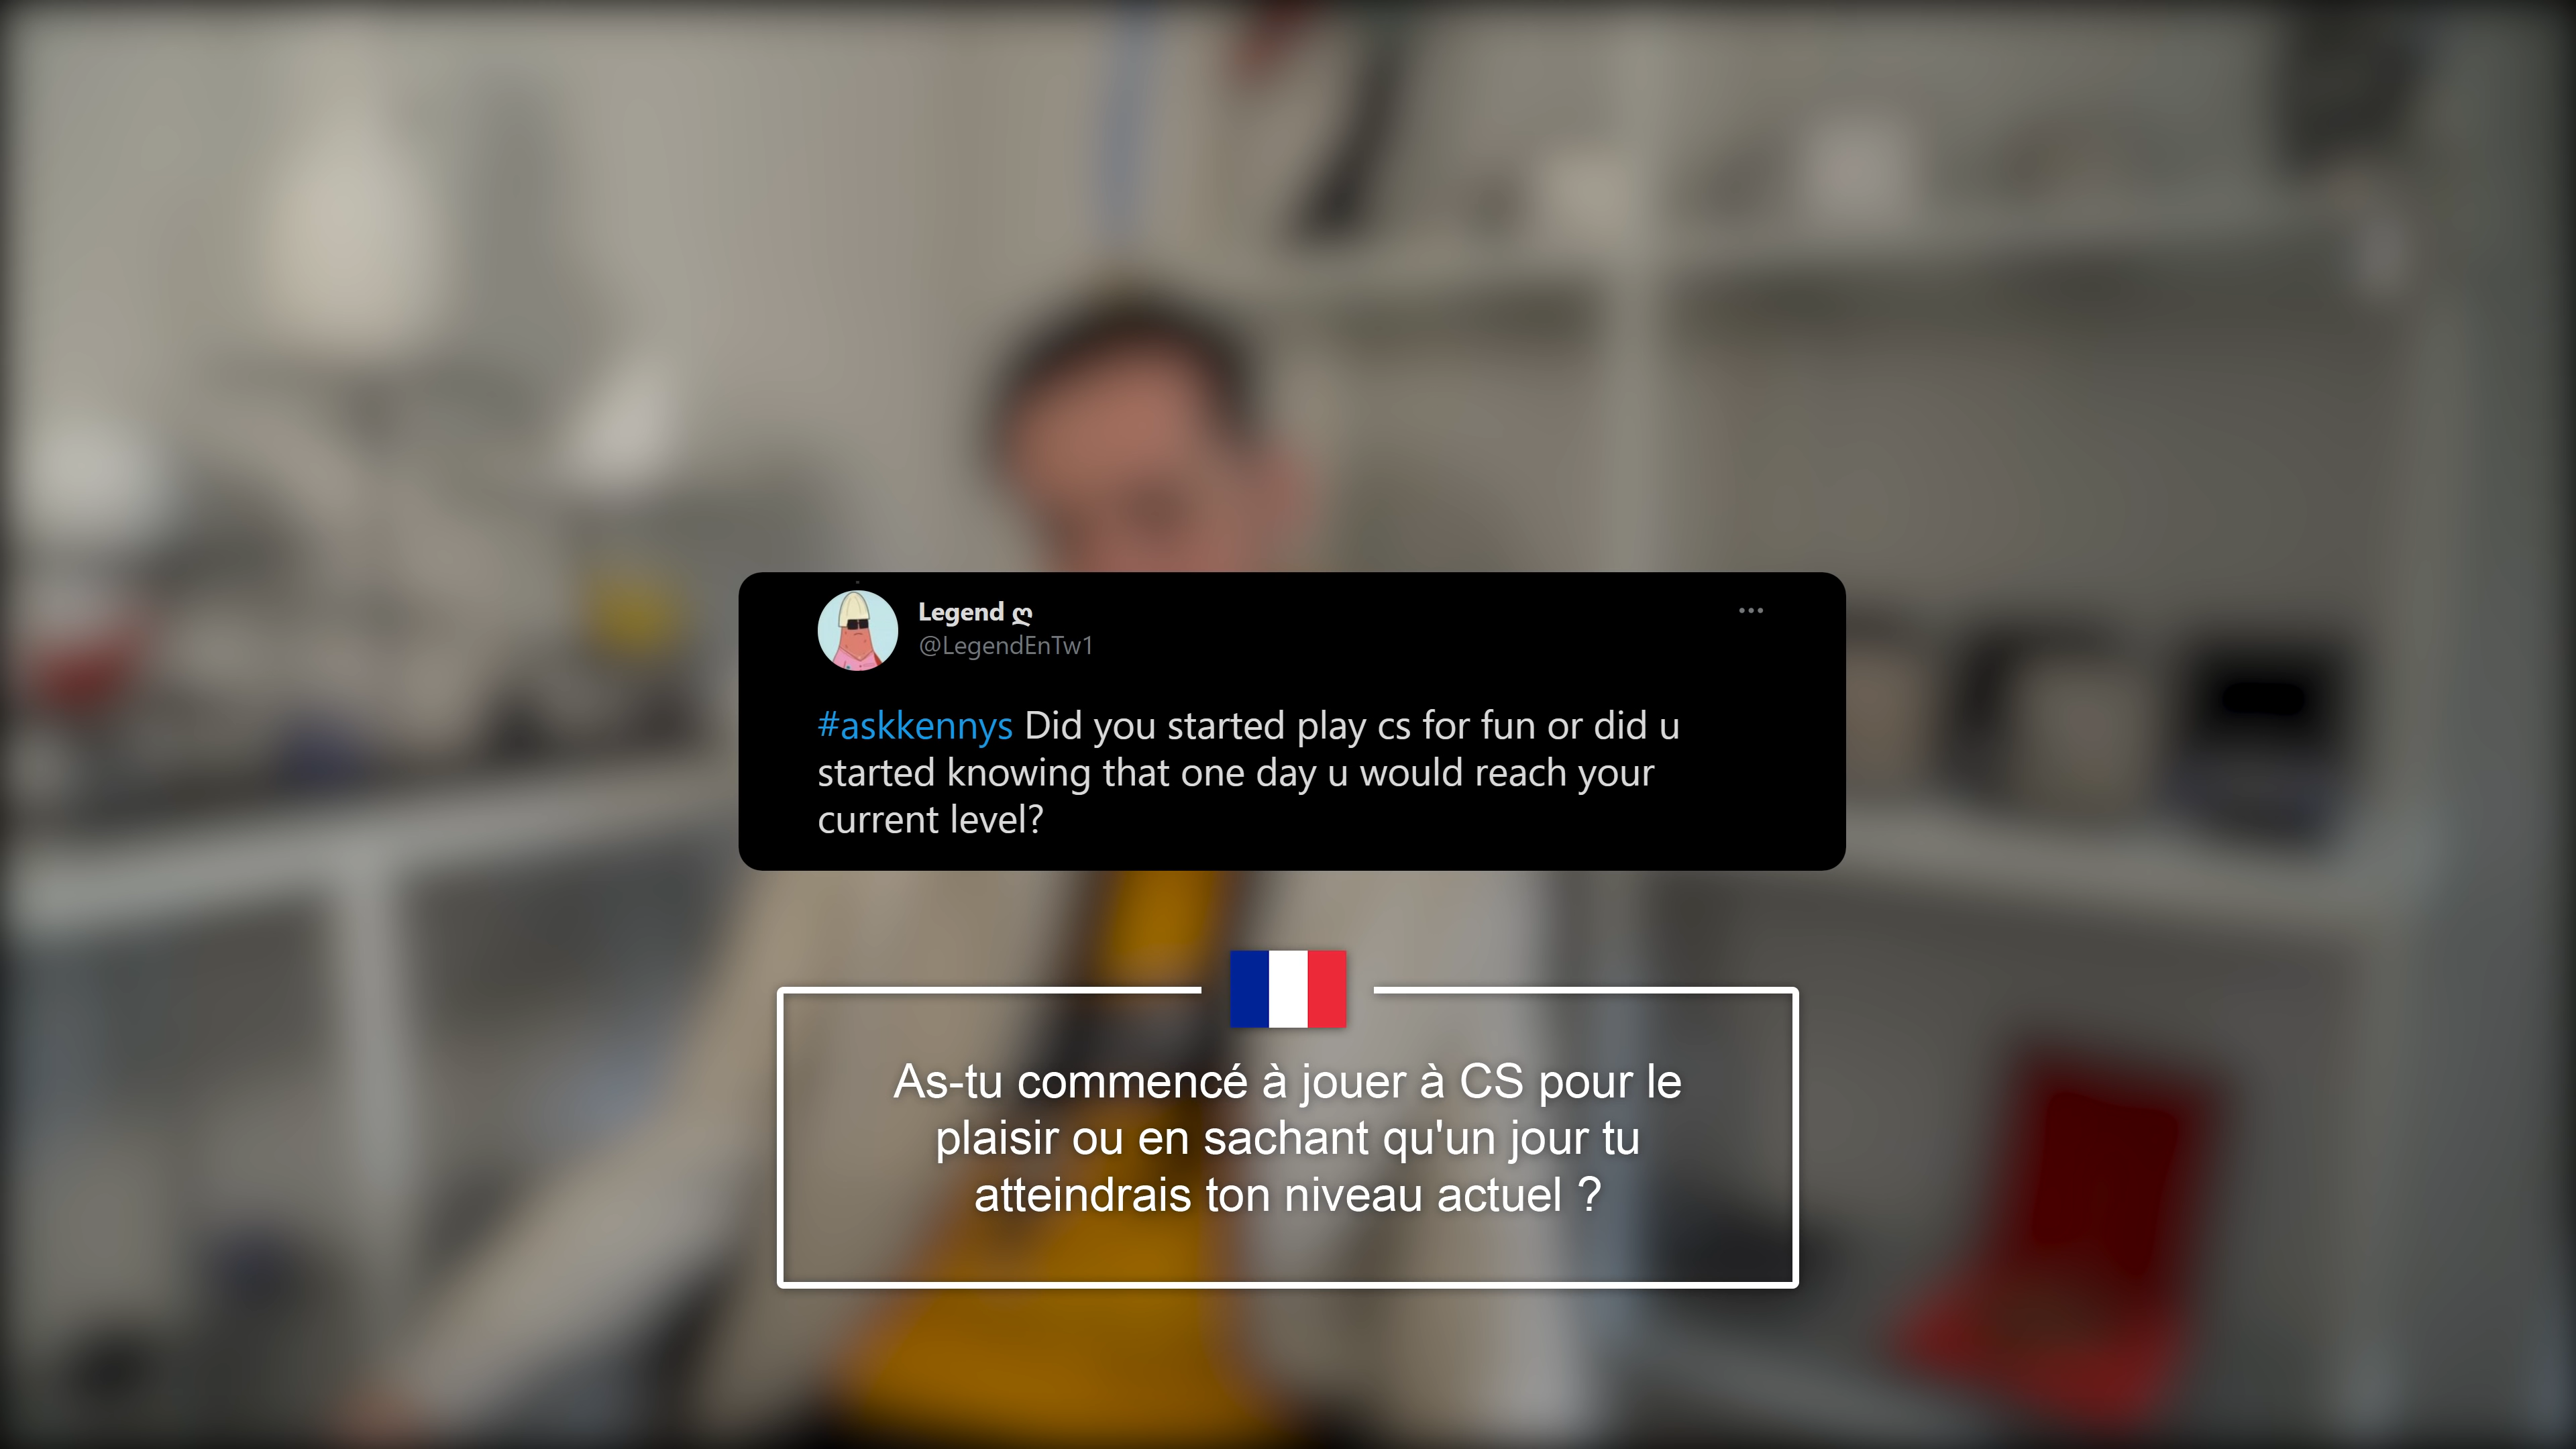 Legend ღ
@LegendEnTw1
#askkennys Did you started play cs for fun or did u
started knowing that one day u would reach your
current level?
As-tu commencé à jouer à CS pour le
plaisir ou en sachant qu'un jour tu
atteindrais ton niveau actuel ?